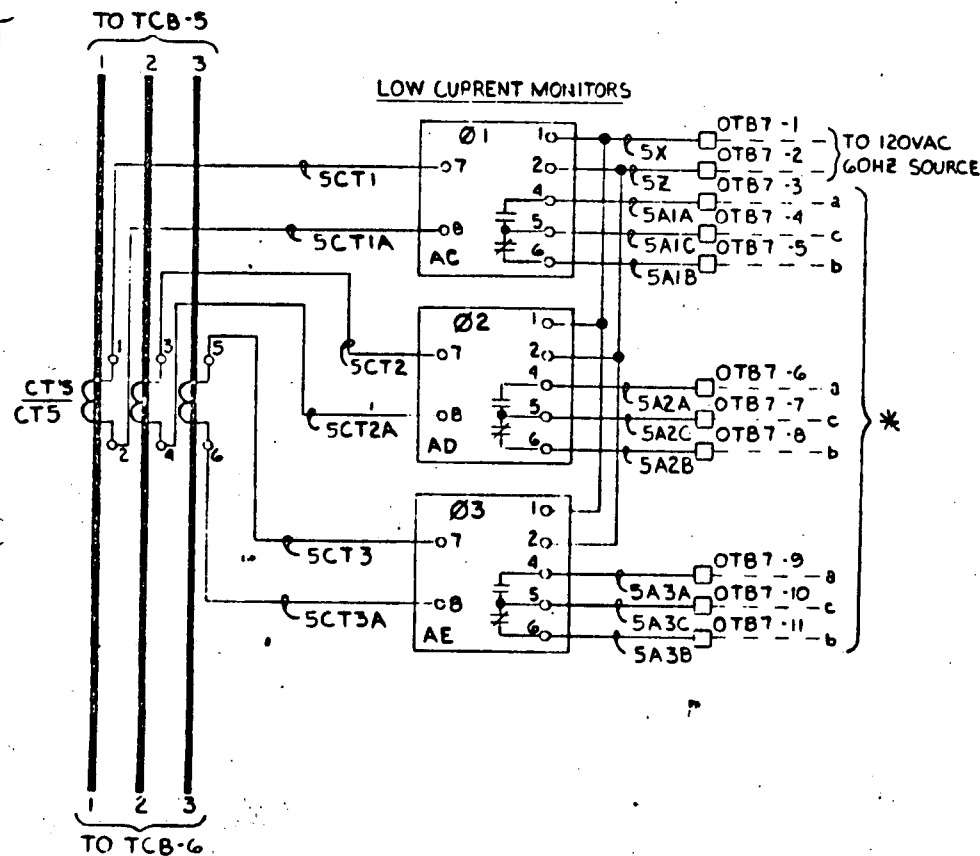 TO TCB-5
1 2 3
LOW CUPRENT MONITORS
Ø1
1
2
4
5
6
7
8
AC
5CT1
5CT1A
5X
5Z
5A1A
5A1C
5A1B
OTB7-1
OTB7-2
OTB7-3
OTB7-4
OTB7-5
TO 120VAC
60HZ SOURCE
a
c
b
Ø2
1
2
4
5
6
7
8
AD
5CT2
5CT2A
5A2A
5A2C
5A2B
OTB7-6
OTB7-7
OTB7-8
a
c
b
*
1 3 5
CT'S
CT5
2 4 6
Ø3
1
2
4
5
6
7
8
AE
5CT3
5CT3A
5A3A
5A3C
5A3B
OTB7-9
OTB7-10
OTB7-11
a
c
b
1 2 3
TO TCB-6